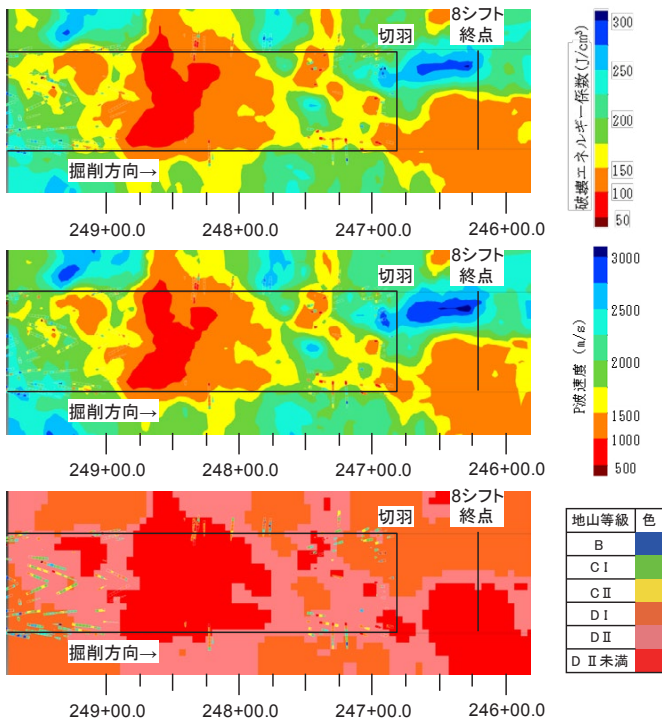 切羽
8シフト
終点
掘削方向→
249+00.0
248+00.0
247+00.0
246+00.0
300
250
200
150
100
50
破壊エネルギー係数(J/cm³)
切羽
8シフト
終点
掘削方向→
249+00.0
248+00.0
247+00.0
246+00.0
3000
2500
2000
1500
1000
500
P波速度 (m/s)
切羽
8シフト
終点
掘削方向→
249+00.0
248+00.0
247+00.0
246+00.0
地山等級 色
B
CⅠ
CⅡ
DⅠ
DⅡ
DⅡ未満